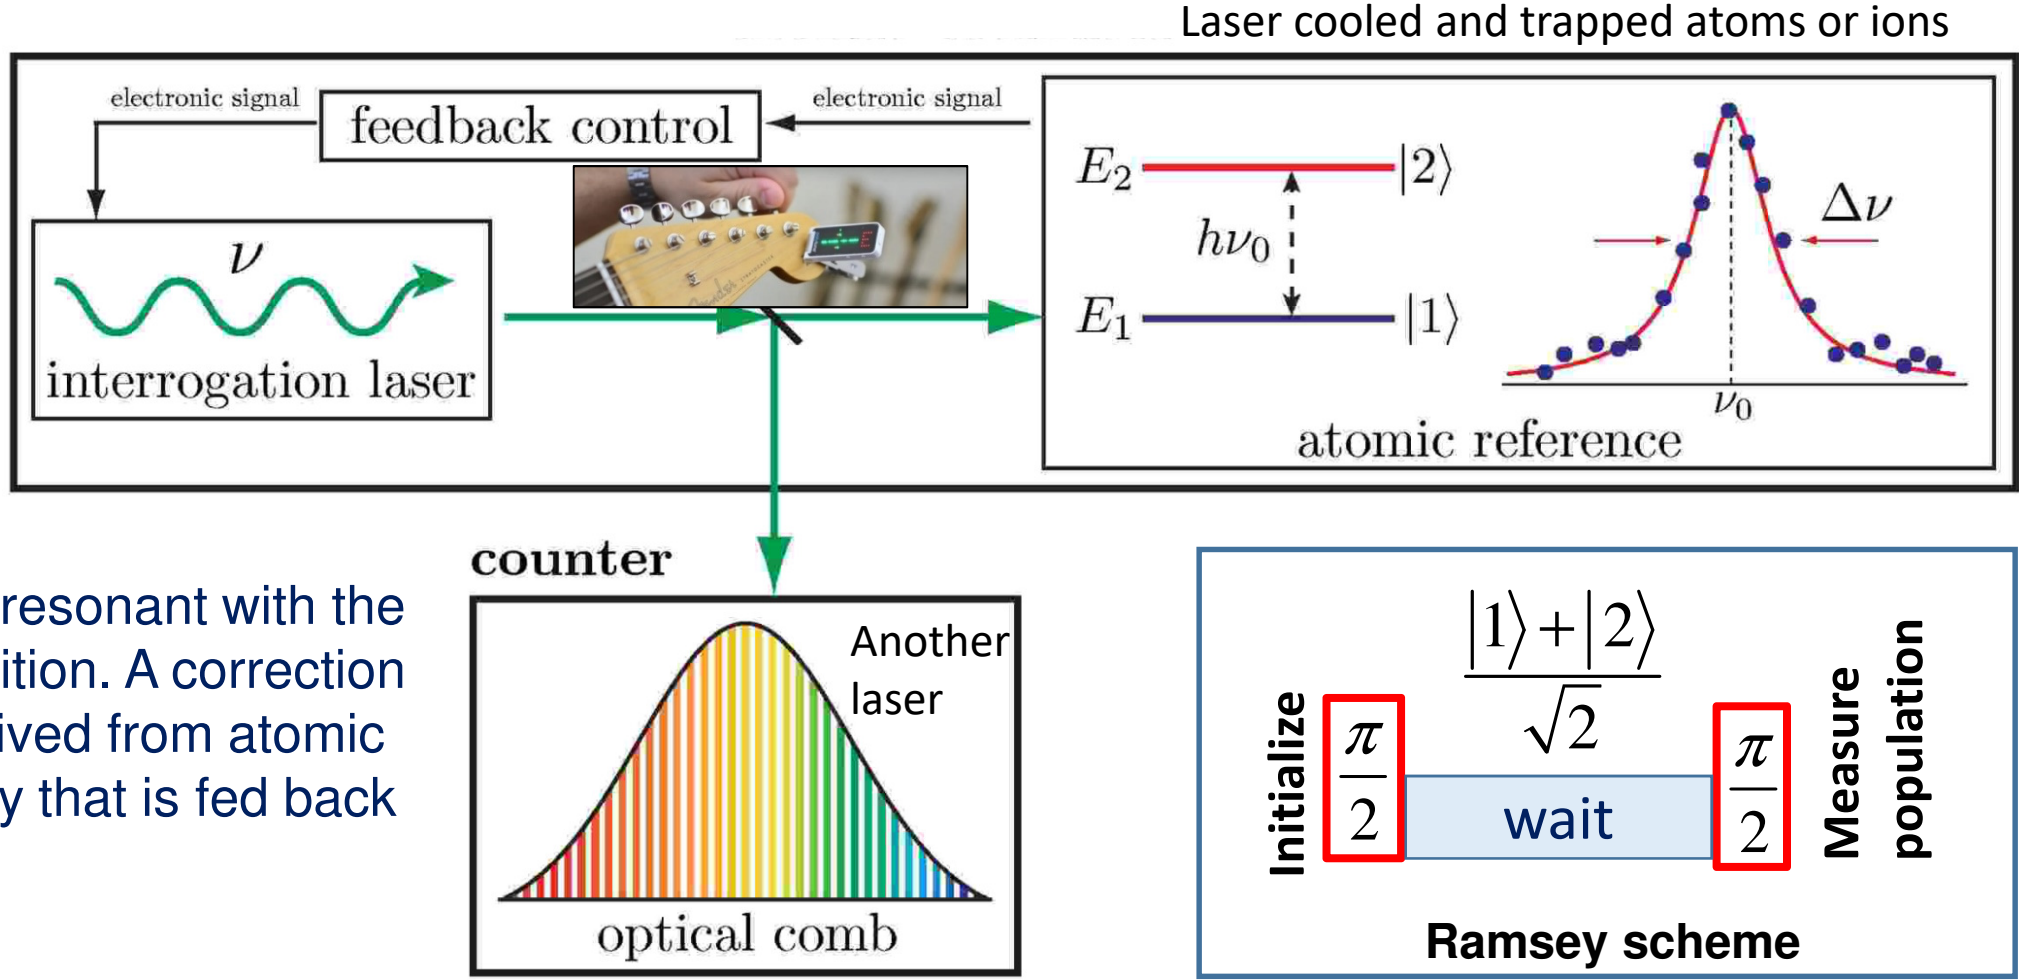 Laser cooled and trapped atoms or ions
electronic signal
feedback control
electronic signal
ν
interrogation laser
E₂ |2⟩
hν₀
E₁ |1⟩
Δν
ν₀
atomic reference
counter
Another
laser
optical comb
resonant with the
ition. A correction
ived from atomic
y that is fed back
Initialize
π/2
|1⟩+|2⟩
√2
wait
π/2
Measure
population
Ramsey scheme